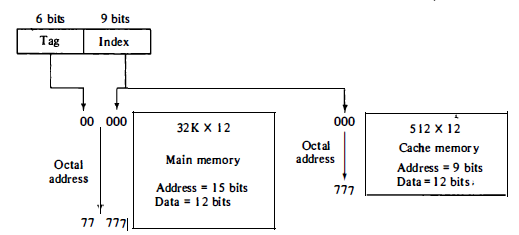 6 bits 9 bits
Tag Index
00 000
32K × 12
Main memory
Address = 15 bits
Data = 12 bits
Octal
address
77 777
000
Octal
address
777
512 × 12
Cache memory
Address = 9 bits
Data = 12 bits